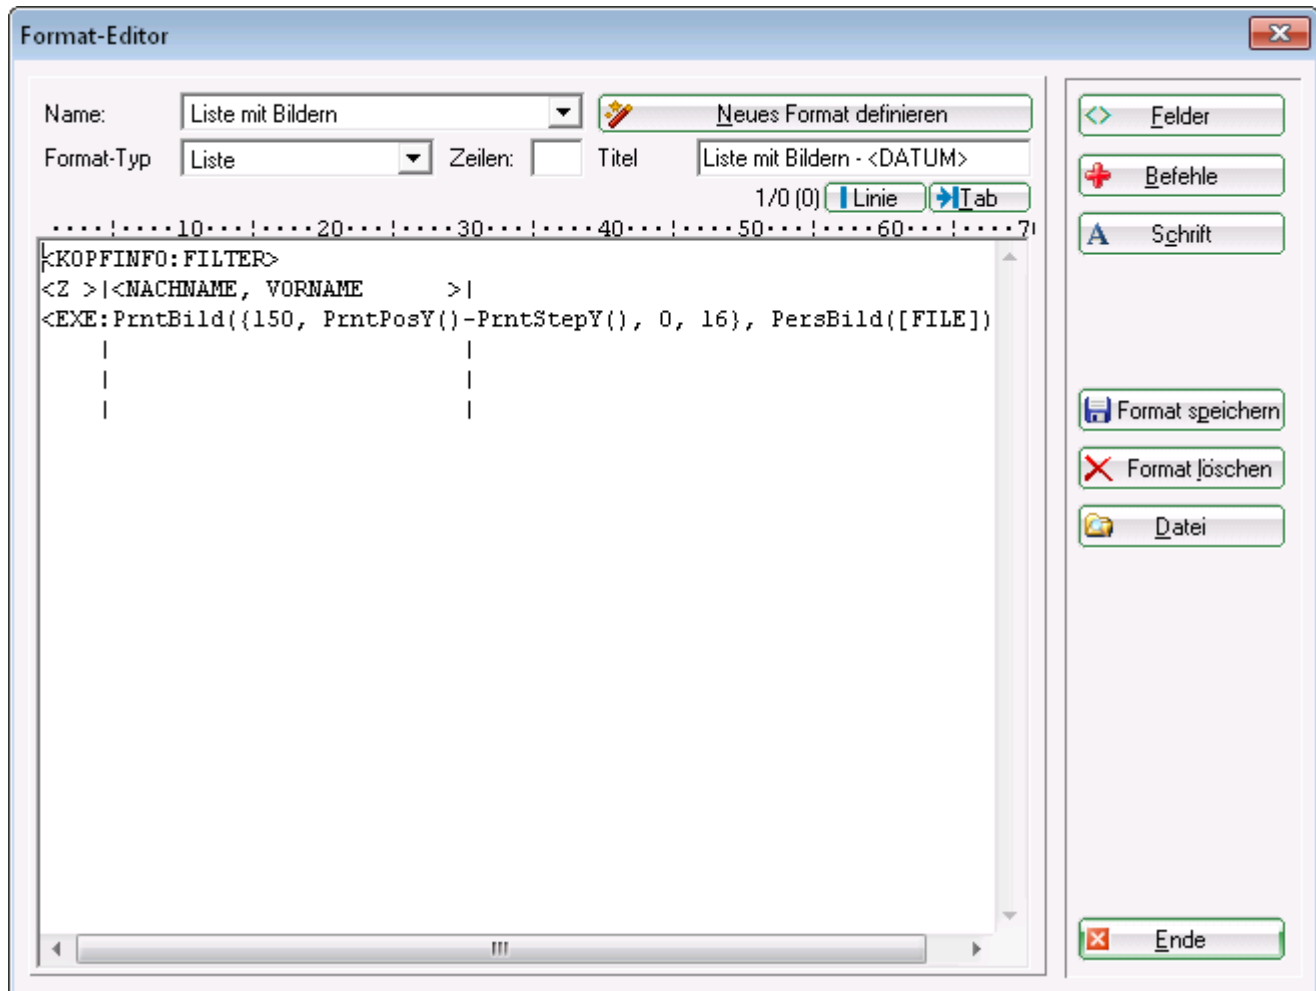 Format-Editor
Name: Liste mit Bildern Neues Format definieren
Format-Typ Liste Zeilen: Titel Liste mit Bildern - <DATUM>
1/0 (0) Linie Tab
····¦····10···¦····20···¦····30···¦····40···¦····50···¦····60···¦····7
<KOPFINFO:FILTER>
<Z >|<NACHNAME, VORNAME      >|
<EXE:PrntBild({150, PrntPosY()-PrntStepY(), 0, 16}, PersBild([FILE])
|                         |
|                         |
|                         |
Felder
Befehle
Schrift
Format speichern
Format löschen
Datei
Ende